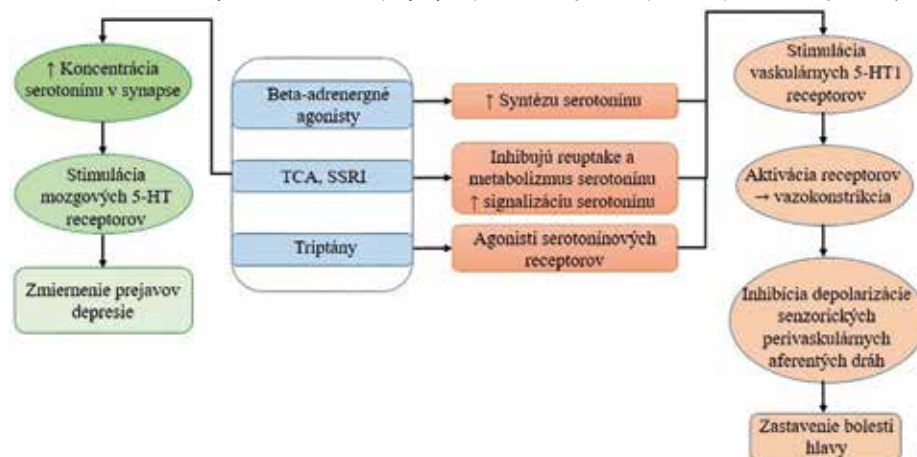 ↑ Koncentrácia
serotonínu v synapse
Stimulácia
mozgových 5-HT
receptorov
Zmiernenie prejavov
depresie
Beta-adrenergné
agonisty
TCA, SSRI
Triptány
↑ Syntézu serotonínu
Inhibujú reuptake a
metabolizmus serotonínu
↑ signalizáciu serotonínu
Agonisti serotonínových
receptorov
Stimulácia
vaskulárnych 5-HT1
receptorov
Aktivácia receptorov
→ vazokonstrikcia
Inhibícia depolarizácie
senzorických
perivaskulárnych
aferentých dráh
Zastavenie bolesti
hlavy